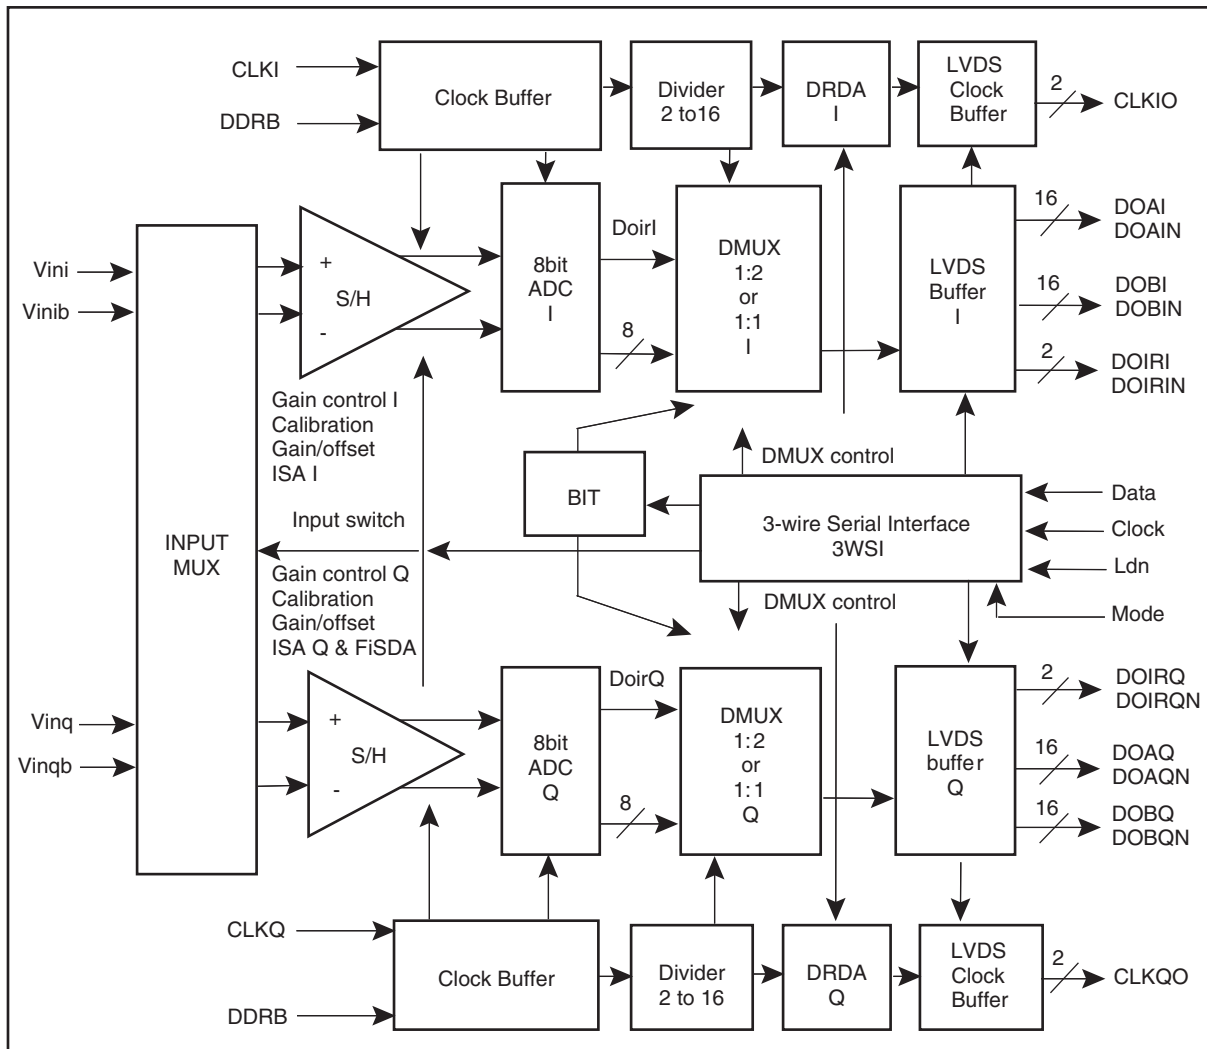 CLKI
DDRB
Clock Buffer
Divider
2 to16
DRDA
I
LVDS
Clock
Buffer
2
CLKIO
Vini
Vinib
INPUT
MUX
+
S/H
-
8bit
ADC
I
DoirI
8
DMUX
1:2
or
1:1
I
LVDS
Buffer
I
16
DOAI
DOAIN
16
DOBI
DOBIN
2
DOIRI
DOIRIN
Gain control I
Calibration
Gain/offset
ISA I
Input switch
Gain control Q
Calibration
Gain/offset
ISA Q & FiSDA
BIT
DMUX control
3-wire Serial Interface
3WSI
DMUX control
Data
Clock
Ldn
Mode
Vinq
Vinqb
+
S/H
-
8bit
ADC
Q
DoirQ
8
DMUX
1:2
or
1:1
Q
LVDS
buffer
Q
2
DOIRQ
DOIRQN
16
DOAQ
DOAQN
16
DOBQ
DOBQN
CLKQ
DDRB
Clock Buffer
Divider
2 to 16
DRDA
Q
LVDS
Clock
Buffer
2
CLKQO